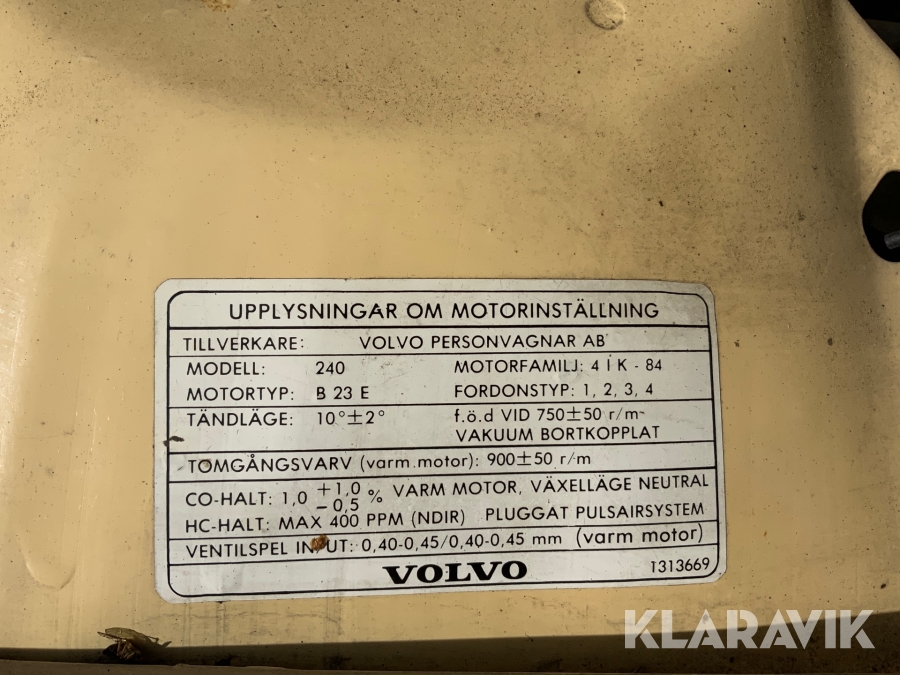 KLARAVIK
UPPLYSNINGAR OM MOTORINSTÄLLNING
TILLVERKARE: VOLVO PERSONVAGNAR AB
MODELL: 240 MOTORFAMILJ: 4 I K - 84
MOTORTYP: B 23 E FORDONSTYP: 1, 2, 3, 4
TÄNDLÄGE: 10°±2° f.ö.d VID 750±50 r/m
VAKUUM BORTKOPPLAT
TOMGÅNGSVARV (varm.motor): 900±50 r/m
CO-HALT: 1,0 +1,0 -0,5 % VARM MOTOR, VÄXELLÄGE NEUTRAL
HC-HALT: MAX 400 PPM (NDIR) PLUGGAT PULSAIRSYSTEM
VENTILSPEL IN/UT: 0,40-0,45/0,40-0,45 mm (varm motor)
VOLVO 1313669
KLARAVIK